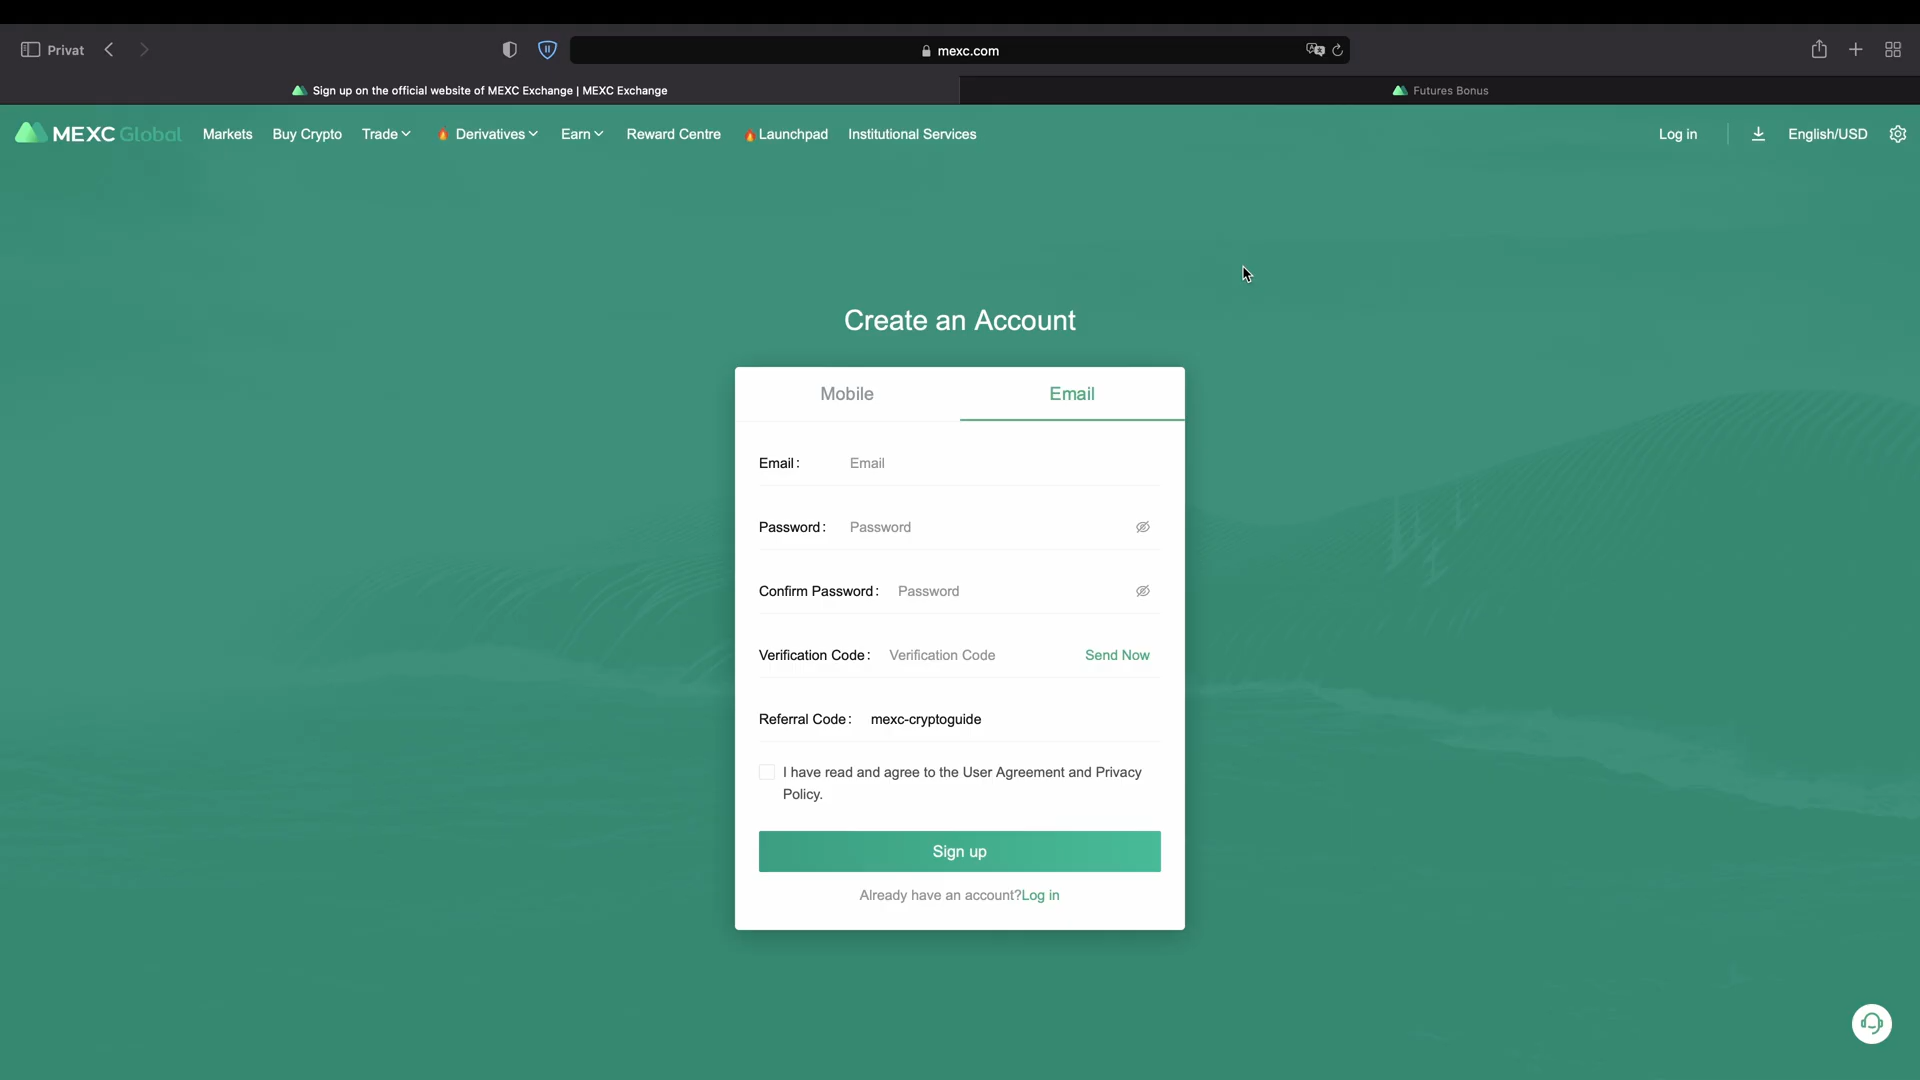 Privat
mexc.com
Sign up on the official website of MEXC Exchange | MEXC Exchange
Futures Bonus
MEXC Global Markets Buy Crypto Trade Derivatives Earn Reward Centre Launchpad Institutional Services Log in English/USD
Create an Account
Mobile Email
Email: Email
Password: Password
Confirm Password: Password
Verification Code: Verification Code Send Now
Referral Code: mexc-cryptoguide
I have read and agree to the User Agreement and Privacy
Policy.
Sign up
Already have an account?Log in